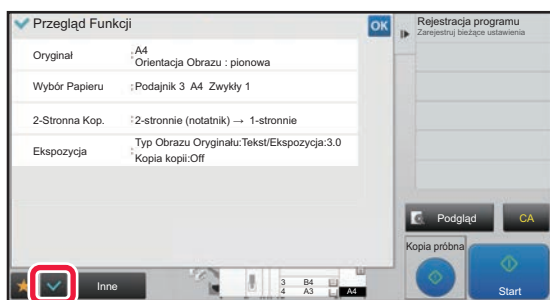 Przegląd Funkcji
OK
Oryginał
:A4
Orientacja Obrazu : pionowa
Wybór Papieru
:Podajnik 3 A4 Zwykły 1
2-Stronna Kop.
:2-stronnie (notatnik) → 1-stronnie
Ekspozycja
:Typ Obrazu Oryginału:Tekst/Ekspozycja:3.0
Kopia kopii:Off
Inne
3 B4
4 A3
A4
Rejestracja programu
Zarejestruj bieżące ustawienia
Podgląd
CA
Kopia próbna
Start